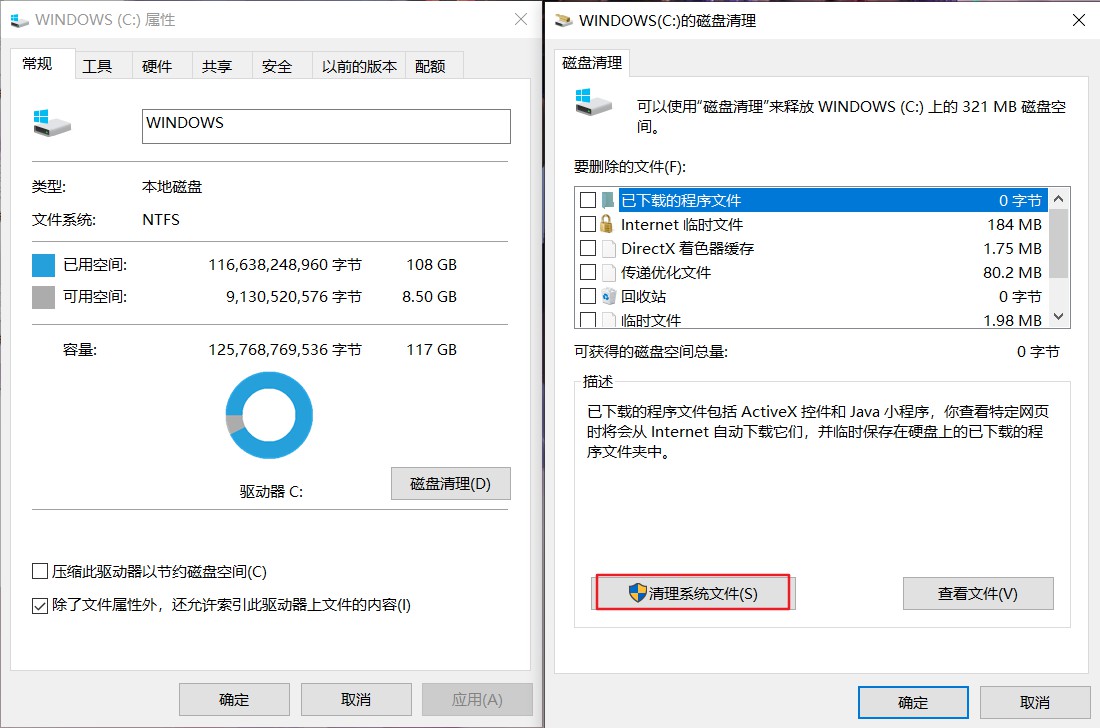 WINDOWS (C:) 属性
常规 工具 硬件 共享 安全 以前的版本 配额
WINDOWS
类型: 本地磁盘
文件系统: NTFS
已用空间: 116,638,248,960 字节 108 GB
可用空间: 9,130,520,576 字节 8.50 GB
容量: 125,768,769,536 字节 117 GB
驱动器 C:
磁盘清理(D)
压缩此驱动器以节约磁盘空间(C)
除了文件属性外，还允许索引此驱动器上文件的内容(I)
确定 取消 应用(A)
WINDOWS(C:)的磁盘清理
磁盘清理
可以使用“磁盘清理”来释放 WINDOWS (C:) 上的 321 MB 磁盘空
间。
要删除的文件(F):
已下载的程序文件 0 字节
Internet 临时文件 184 MB
DirectX 着色器缓存 1.75 MB
传递优化文件 80.2 MB
回收站 0 字节
临时文件 1.98 MB
可获得的磁盘空间总量: 0 字节
描述
已下载的程序文件包括 ActiveX 控件和 Java 小程序，你查看特定网页
时将会从 Internet 自动下载它们，并临时保存在硬盘上的已下载的程
序文件夹中。
清理系统文件(S) 查看文件(V)
确定 取消